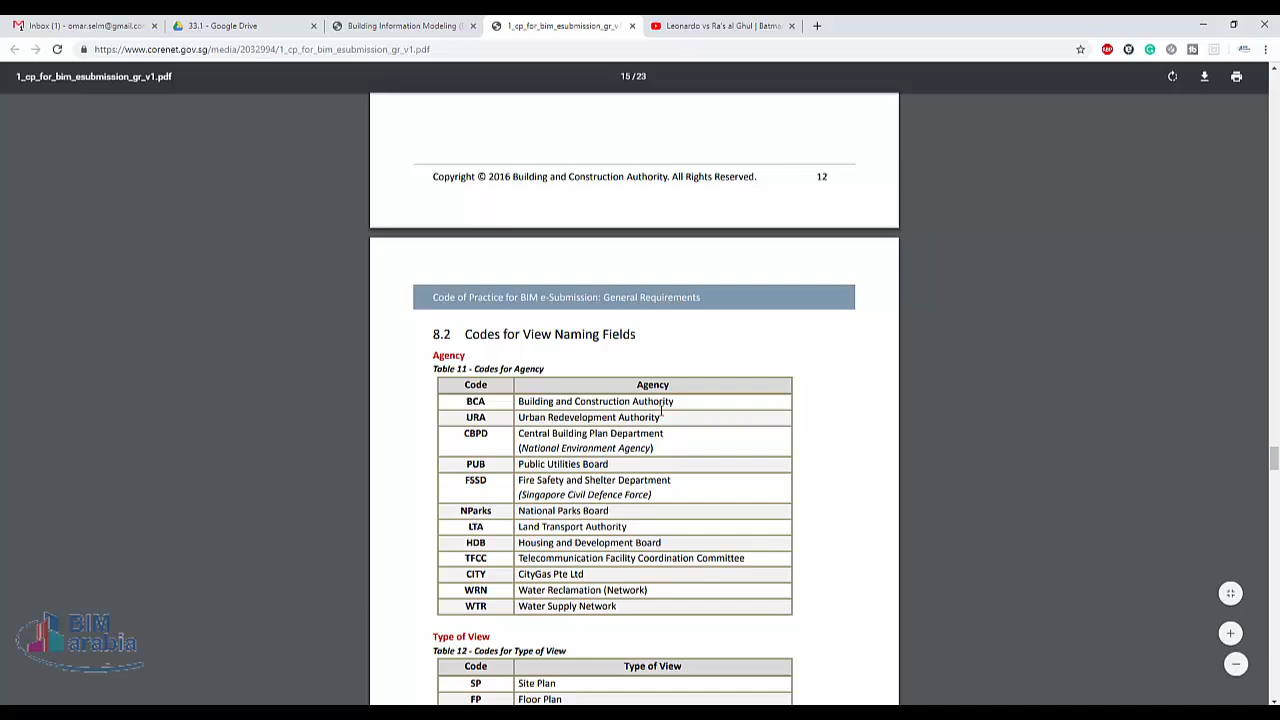 Inbox (1) - omar.selm@gmail.co
33.1 - Google Drive
Building Information Modeling (
1_cp_for_bim_esubmission_gr_v
Leonardo vs Ra's al Ghul | Batma
https://www.corenet.gov.sg/media/2032994/1_cp_for_bim_esubmission_gr_v1.pdf
1_cp_for_bim_esubmission_gr_v1.pdf
15 / 23
Copyright © 2016 Building and Construction Authority. All Rights Reserved. 12
Code of Practice for BIM e-Submission: General Requirements
8.2 Codes for View Naming Fields
Agency
Table 11 - Codes for Agency
Code Agency
BCA Building and Construction Authority
URA Urban Redevelopment Authority
CBPD Central Building Plan Department
(National Environment Agency)
PUB Public Utilities Board
FSSD Fire Safety and Shelter Department
(Singapore Civil Defence Force)
NParks National Parks Board
LTA Land Transport Authority
HDB Housing and Development Board
TFCC Telecommunication Facility Coordination Committee
CITY CityGas Pte Ltd
WRN Water Reclamation (Network)
WTR Water Supply Network
Type of View
Table 12 - Codes for Type of View
Code Type of View
SP Site Plan
FP Floor Plan
BIM
arabia